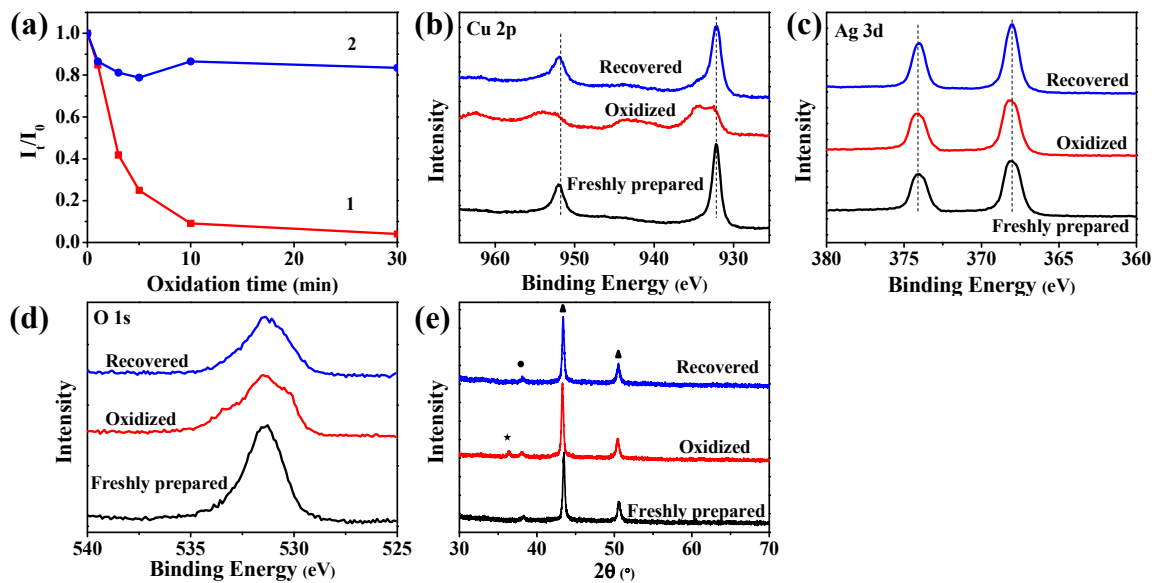 (a)
1.0
0.8
0.6
0.4
0.2
0.0
I_t/I_0
2
1
0
10
20
30
Oxidation time (min)
(b)
Cu 2p
Recovered
Oxidized
Freshly prepared
Intensity
960
950
940
930
Binding Energy (eV)
(c)
Ag 3d
Recovered
Oxidized
Freshly prepared
Intensity
380
375
370
365
360
Binding Energy (eV)
(d)
O 1s
Recovered
Oxidized
Freshly prepared
Intensity
540
535
530
525
Binding Energy (eV)
(e)
Recovered
Oxidized
Freshly prepared
Intensity
30
40
50
60
70
2θ (°)